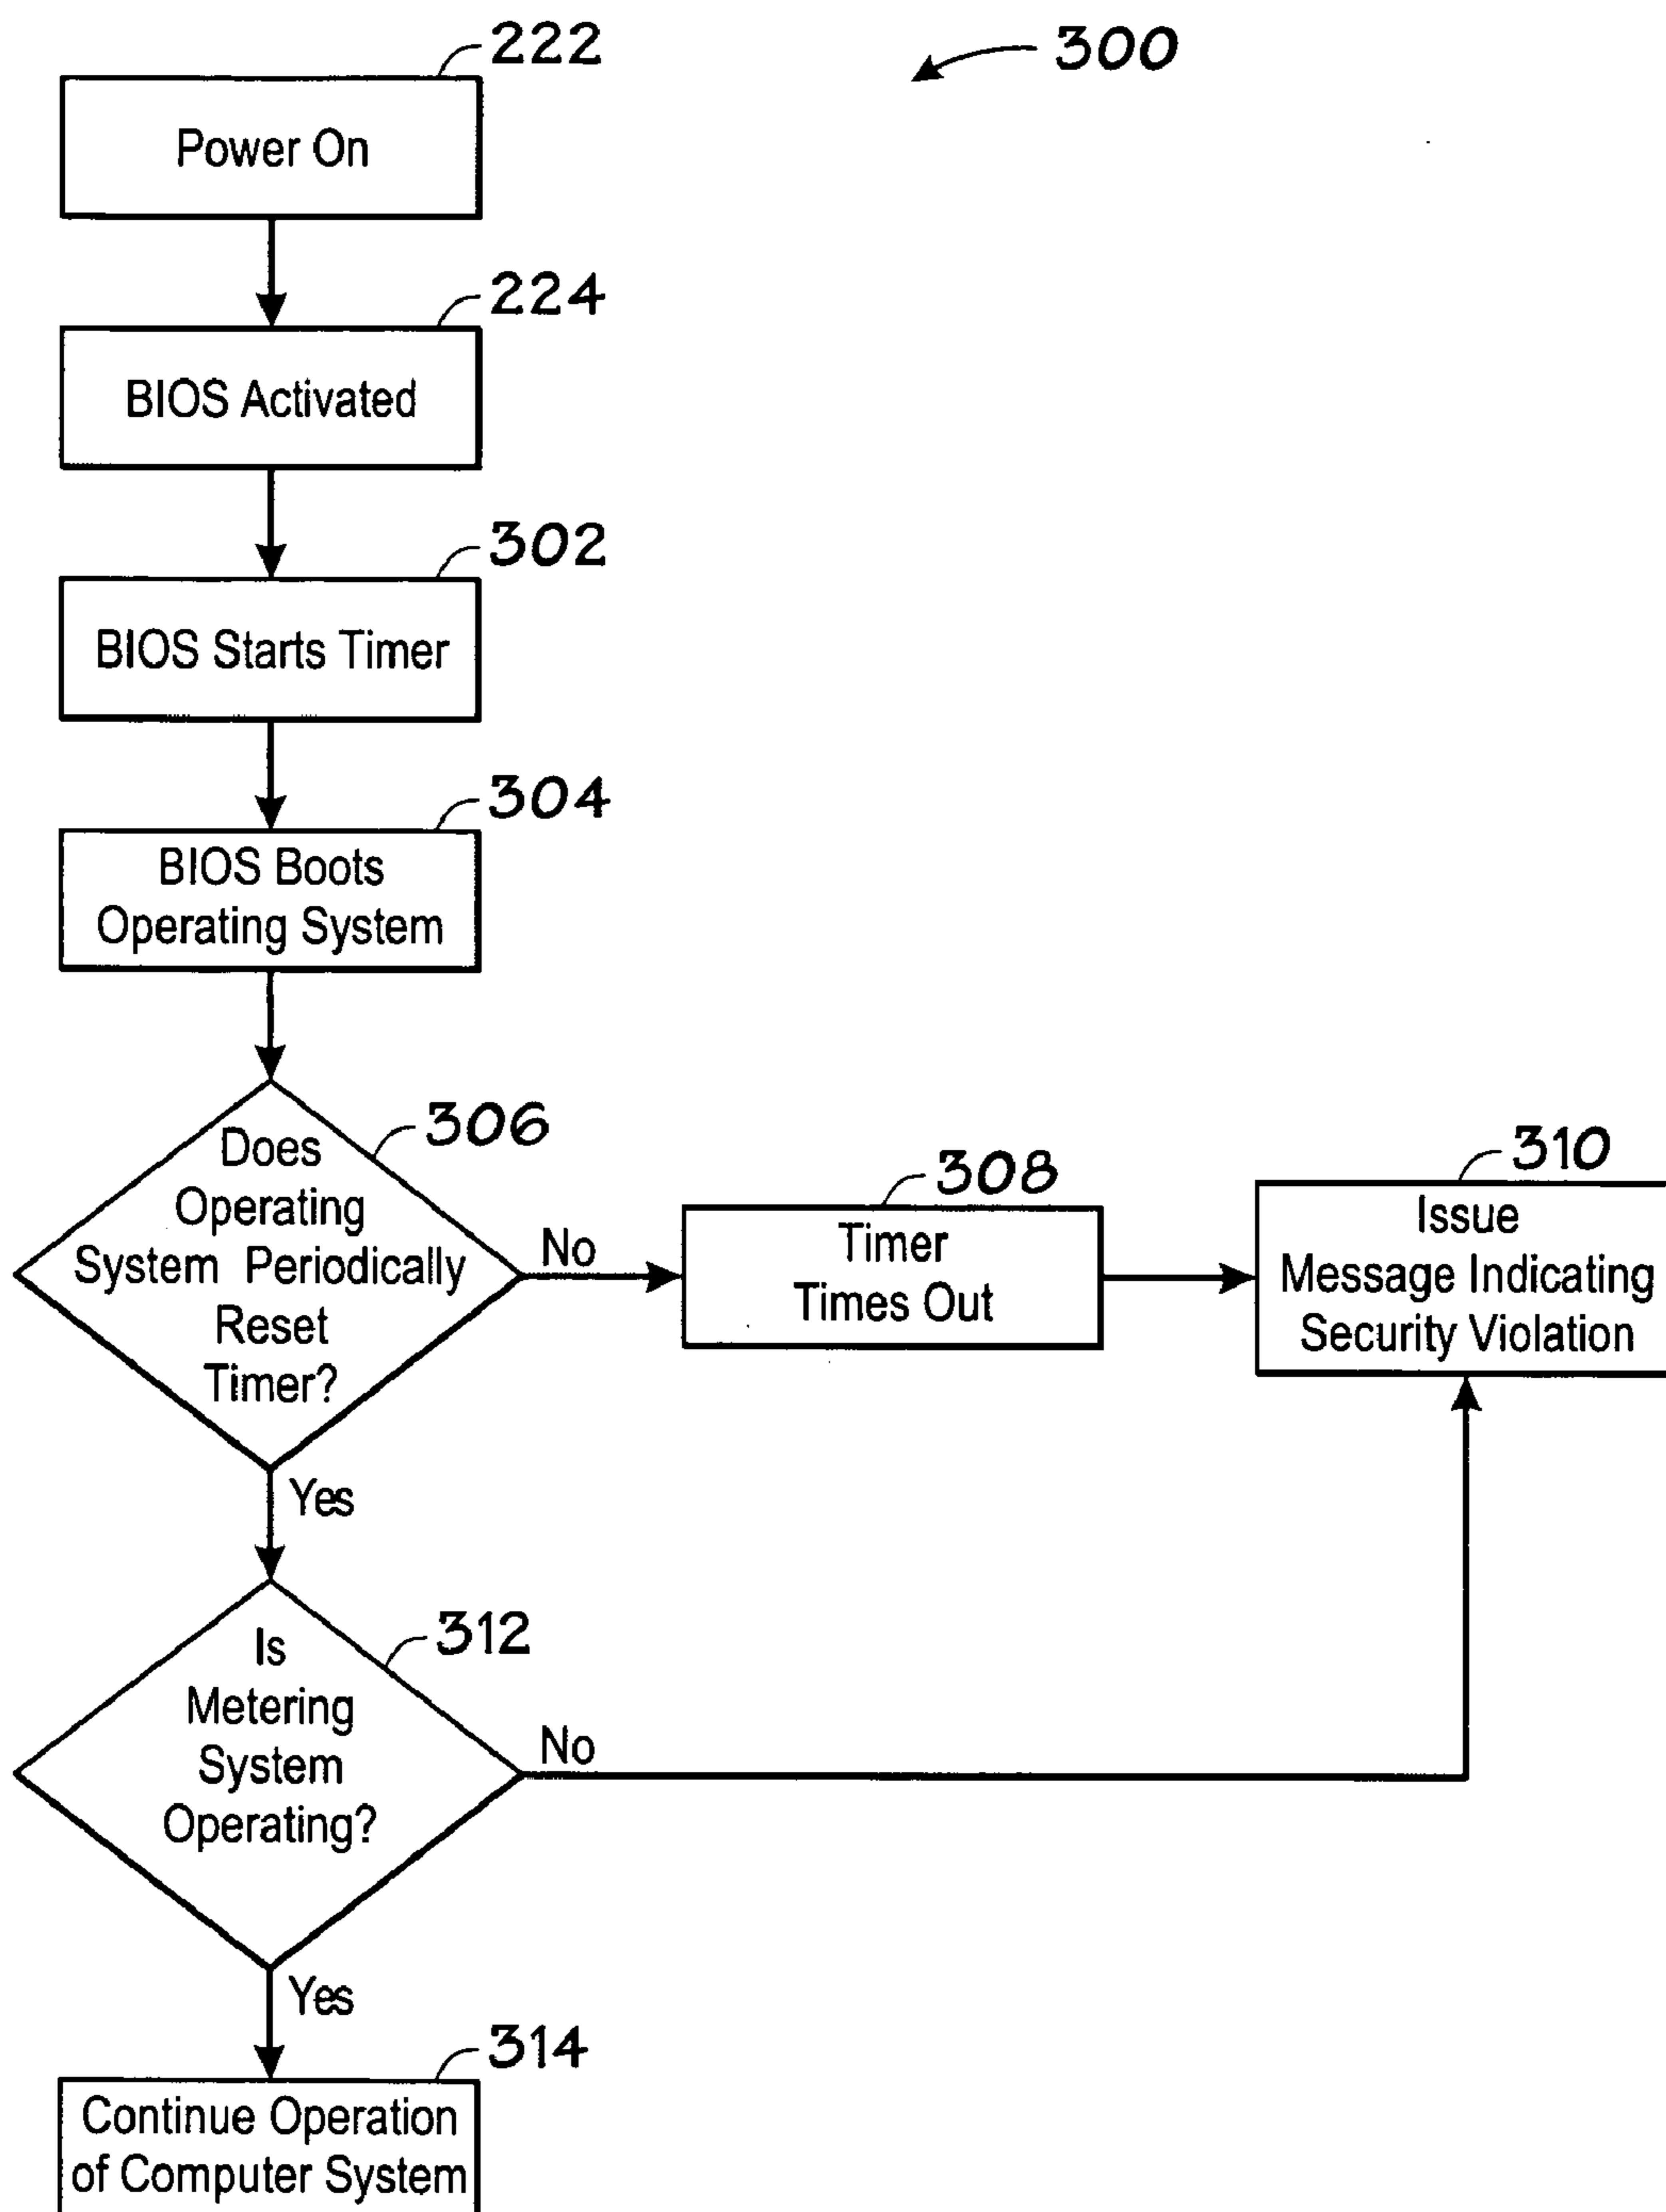 222
300
Power On
224
BIOS Activated
302
BIOS Starts Timer
304
BIOS Boots
Operating System
306
Does
Operating
System Periodically
Reset
Timer?
No
308
Timer
Times Out
310
Issue
Message Indicating
Security Violation
Yes
312
Is
Metering
System
Operating?
No
Yes
314
Continue Operation
of Computer System